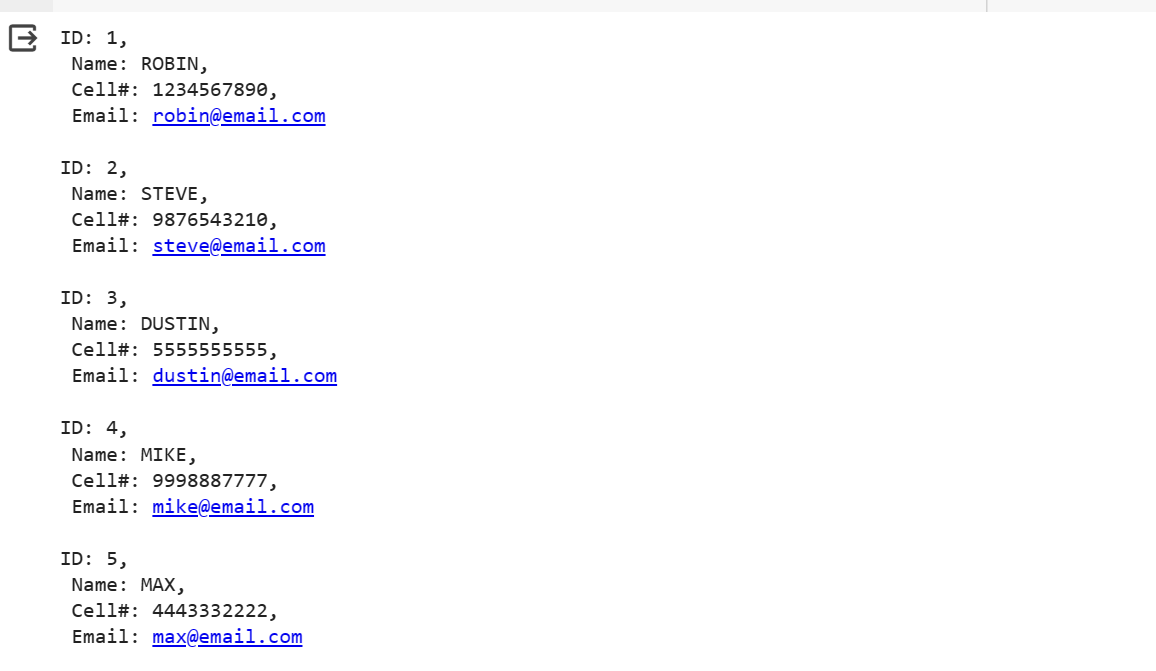 ID: 1,
Name: ROBIN,
Cell#: 1234567890,
Email: robin@email.com
ID: 2,
Name: STEVE,
Cell#: 9876543210,
Email: steve@email.com
ID: 3,
Name: DUSTIN,
Cell#: 5555555555,
Email: dustin@email.com
ID: 4,
Name: MIKE,
Cell#: 9998887777,
Email: mike@email.com
ID: 5,
Name: MAX,
Cell#: 4443332222,
Email: max@email.com